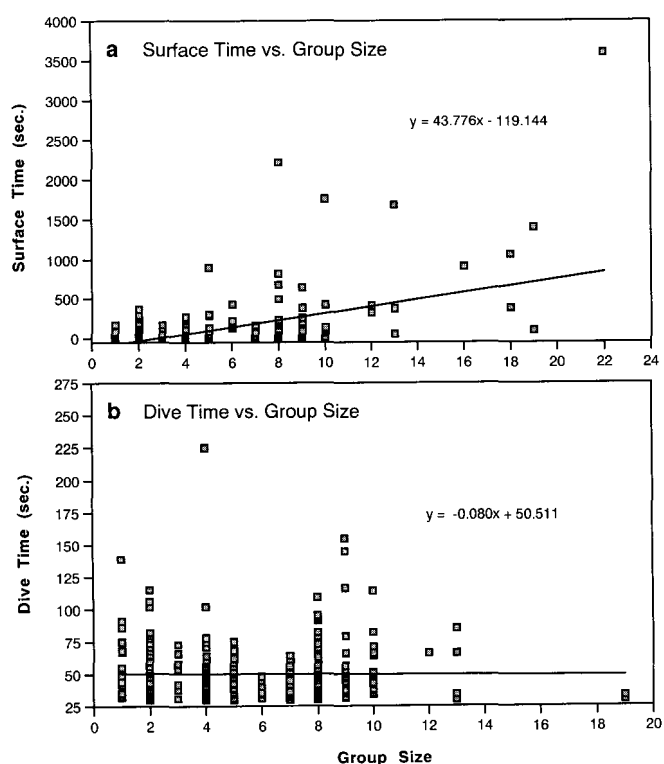 4000
a Surface Time vs. Group Size
3500
3000
y = 43.776x - 119.144
2500
2000
1500
1000
500
0
Surface Time (sec.)
0 2 4 6 8 10 12 14 16 18 20 22 24
275
b Dive Time vs. Group Size
250
225
200
175
y = -0.080x + 50.511
150
125
100
75
50
25
Dive Time (sec.)
0 2 4 6 8 10 12 14 16 18 20
Group Size